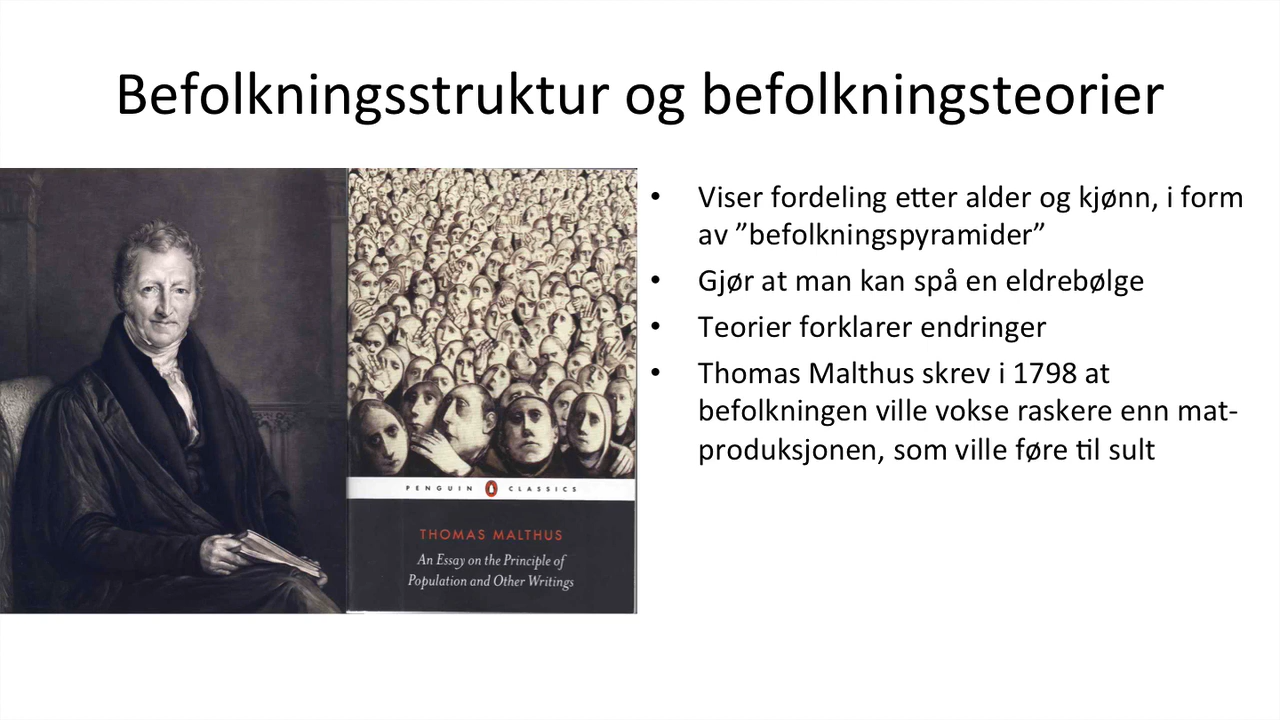 Befolkningsstruktur og befolkningsteorier
• Viser fordeling etter alder og kjønn, i form
av ”befolkningspyramider”
• Gjør at man kan spå en eldrebølge
• Teorier forklarer endringer
• Thomas Malthus skrev i 1798 at
befolkningen ville vokse raskere enn mat-
produksjonen, som ville føre til sult
PENGUIN CLASSICS
THOMAS MALTHUS
An Essay on the Principle of
Population and Other Writings